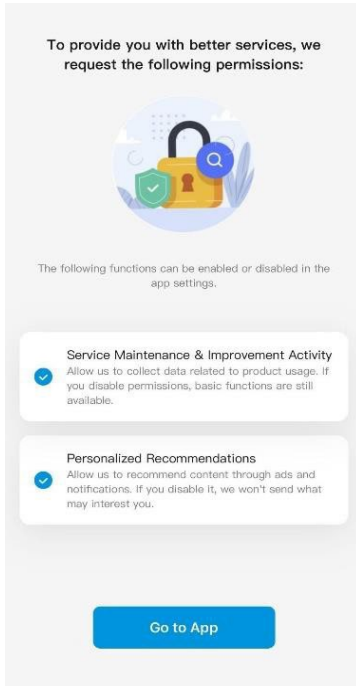 To provide you with better services, we
request the following permissions:
The following functions can be enabled or disabled in the
app settings.
Service Maintenance & Improvement Activity
Allow us to collect data related to product usage. If
you disable permissions, basic functions are still
available.
Personalized Recommendations
Allow us to recommend content through ads and
notifications. If you disable it, we won't send what
may interest you.
Go to App